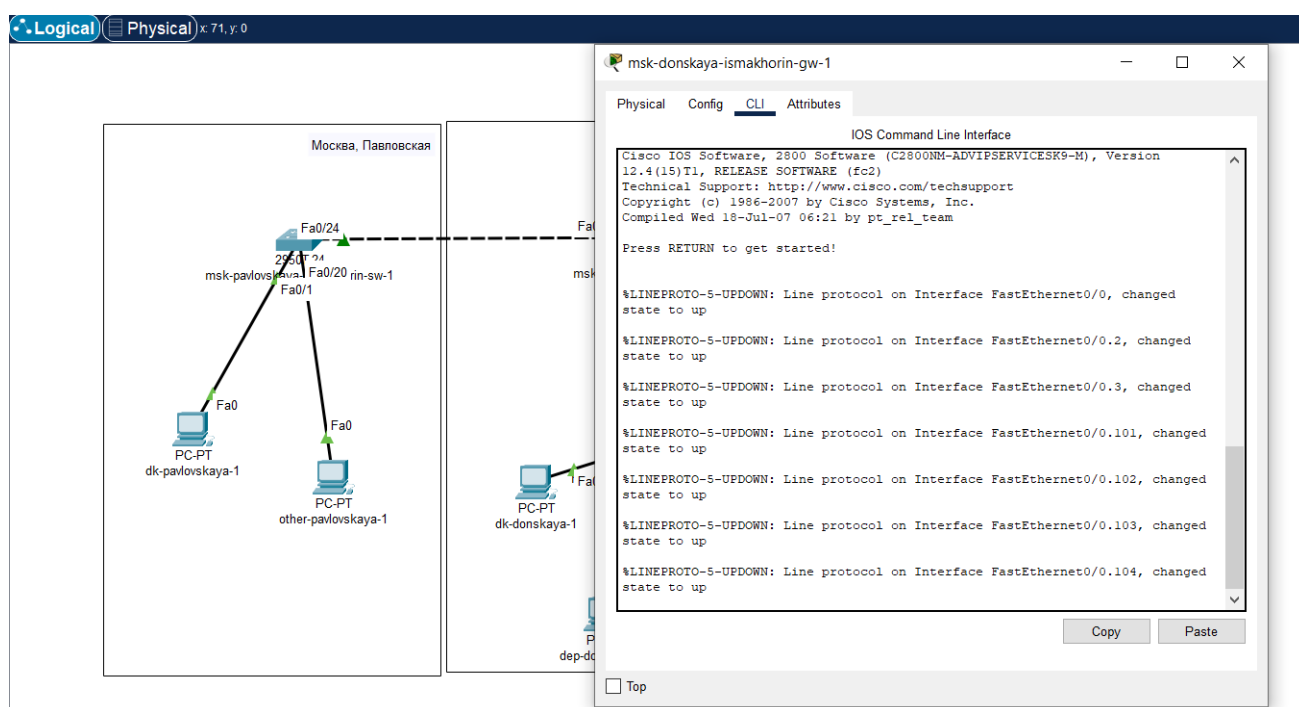 Logical Physical x: 71, y: 0
Москва, Павловская
Fa0/24
2950T 24
Fa0/20
rin-sw-1
Fa0/1
Fa0
PC-PT
dk-pavlovskaya-1
Fa0
PC-PT
other-pavlovskaya-1
msk
PC-PT
dk-donskaya-1
msk-donskaya-ismakhorin-gw-1
Physical Config CLI Attributes
IOS Command Line Interface
Cisco IOS Software, 2800 Software (C2800NM-ADVIPSERVICESK9-M), Version
12.4(15)T1, RELEASE SOFTWARE (fc2)
Technical Support: http://www.cisco.com/techsupport
Copyright (c) 1986-2007 by Cisco Systems, Inc.
Compiled Wed 18-Jul-07 06:21 by pt_rel_team
Press RETURN to get started!
%LINEPROTO-5-UPDOWN: Line protocol on Interface FastEthernet0/0, changed
state to up
%LINEPROTO-5-UPDOWN: Line protocol on Interface FastEthernet0/0.2, changed
state to up
%LINEPROTO-5-UPDOWN: Line protocol on Interface FastEthernet0/0.3, changed
state to up
%LINEPROTO-5-UPDOWN: Line protocol on Interface FastEthernet0/0.101, changed
state to up
%LINEPROTO-5-UPDOWN: Line protocol on Interface FastEthernet0/0.102, changed
state to up
%LINEPROTO-5-UPDOWN: Line protocol on Interface FastEthernet0/0.103, changed
state to up
%LINEPROTO-5-UPDOWN: Line protocol on Interface FastEthernet0/0.104, changed
state to up
Copy Paste
Top